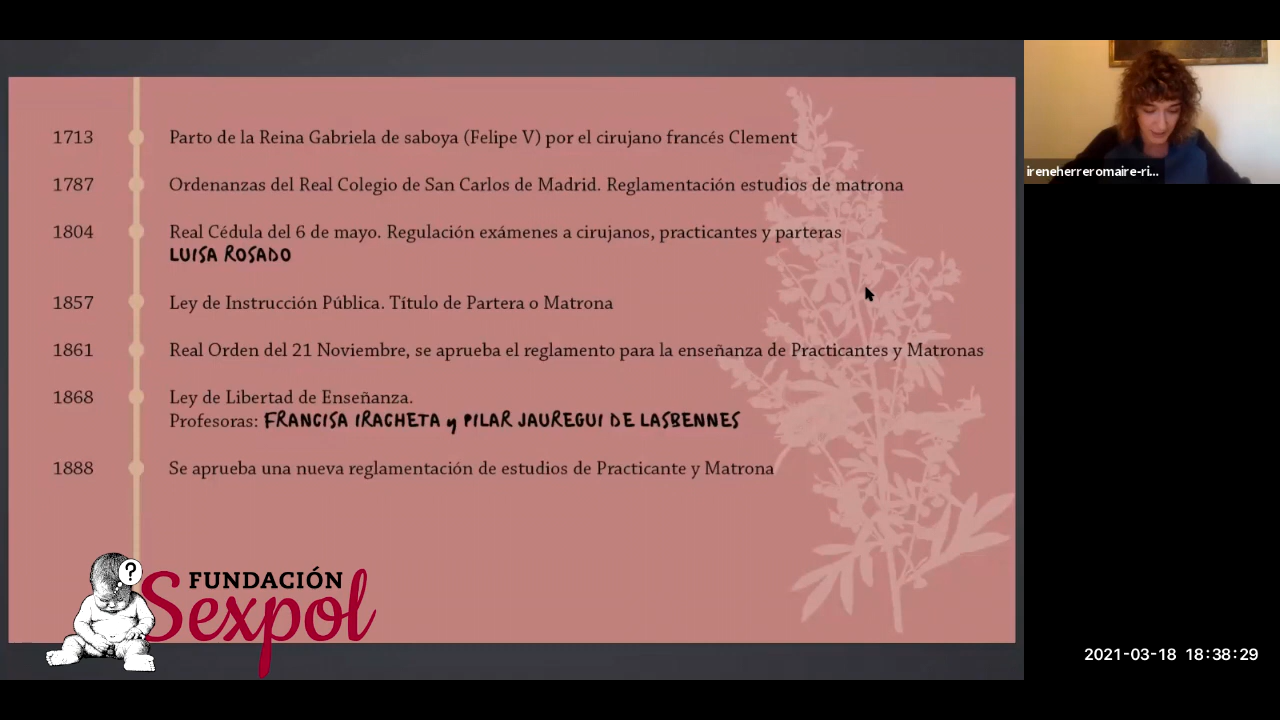 1713 Parto de la Reina Gabriela de saboya (Felipe V) por el cirujano francés Clement
1787 Ordenanzas del Real Colegio de San Carlos de Madrid. Reglamentación estudios de matrona
1804 Real Cédula del 6 de mayo. Regulación exámenes a cirujanos, practicantes y parteras
LUISA ROSADO
1857 Ley de Instrucción Pública. Título de Partera o Matrona
1861 Real Orden del 21 Noviembre, se aprueba el reglamento para la enseñanza de Practicantes y Matronas
1868 Ley de Libertad de Enseñanza.
Profesoras: FRANCISA IRACHETA y PILAR JAUREGUI DE LASBENNES
1888 Se aprueba una nueva reglamentación de estudios de Practicante y Matrona
?
FUNDACIÓN
Sexpol
ireneherreromaire-ri...
2021-03-18 18:38:29